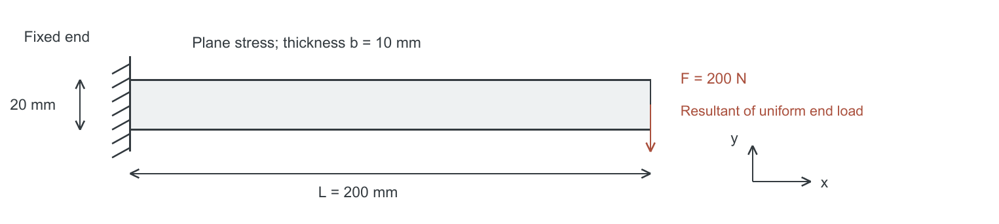 Fixed end
Plane stress; thickness b = 10 mm
F = 200 N
20 mm
Resultant of uniform end load
y
x
L = 200 mm